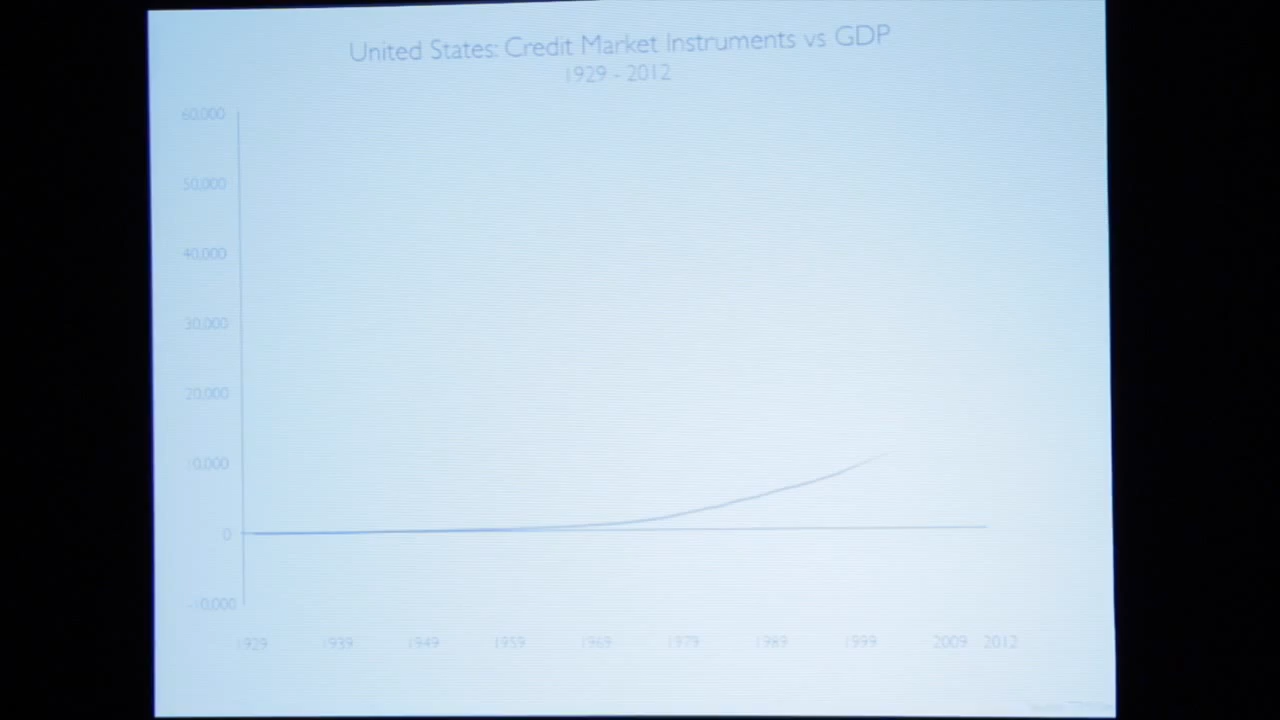 United States: Credit Market Instruments vs GDP
1929 - 2012
60,000
50,000
40,000
30,000
20,000
10,000
0
-10,000
1929 1939 1949 1959 1969 1979 1989 1999 2009 2012